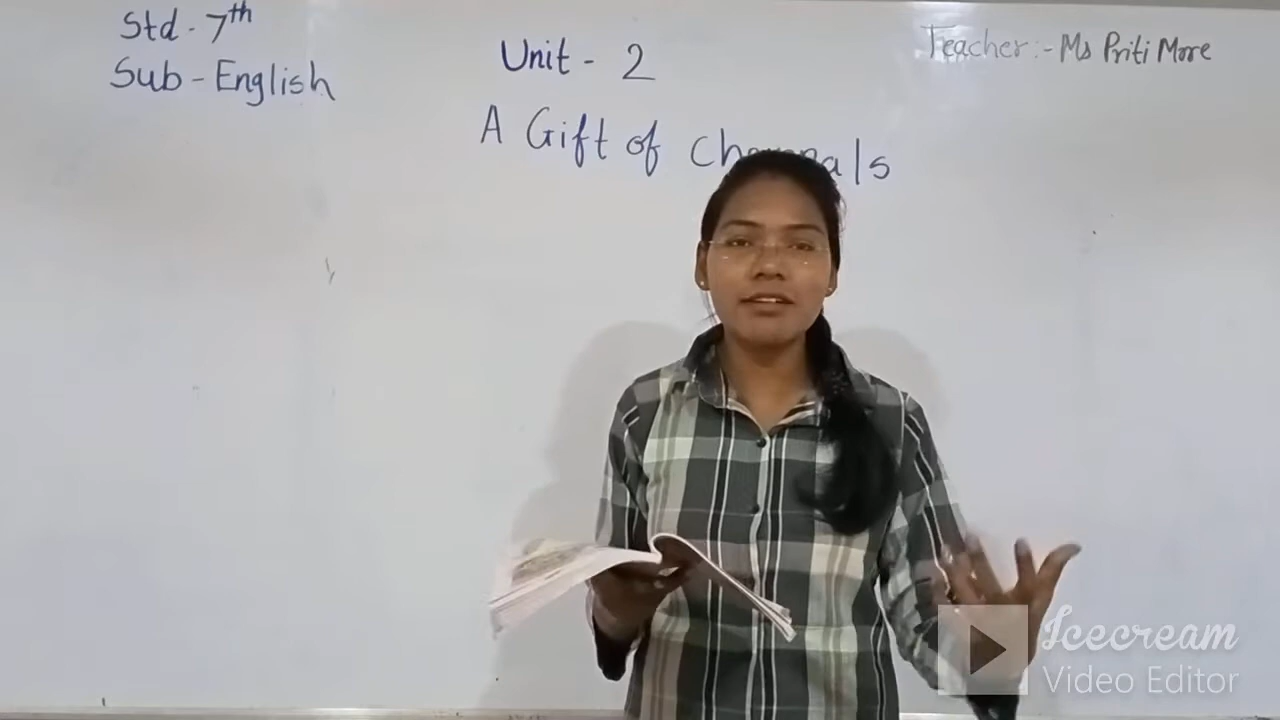 Std - 7th
Sub - English
Unit - 2
A Gift of
Teacher :- Ms Priti More
Icecream
Video Editor